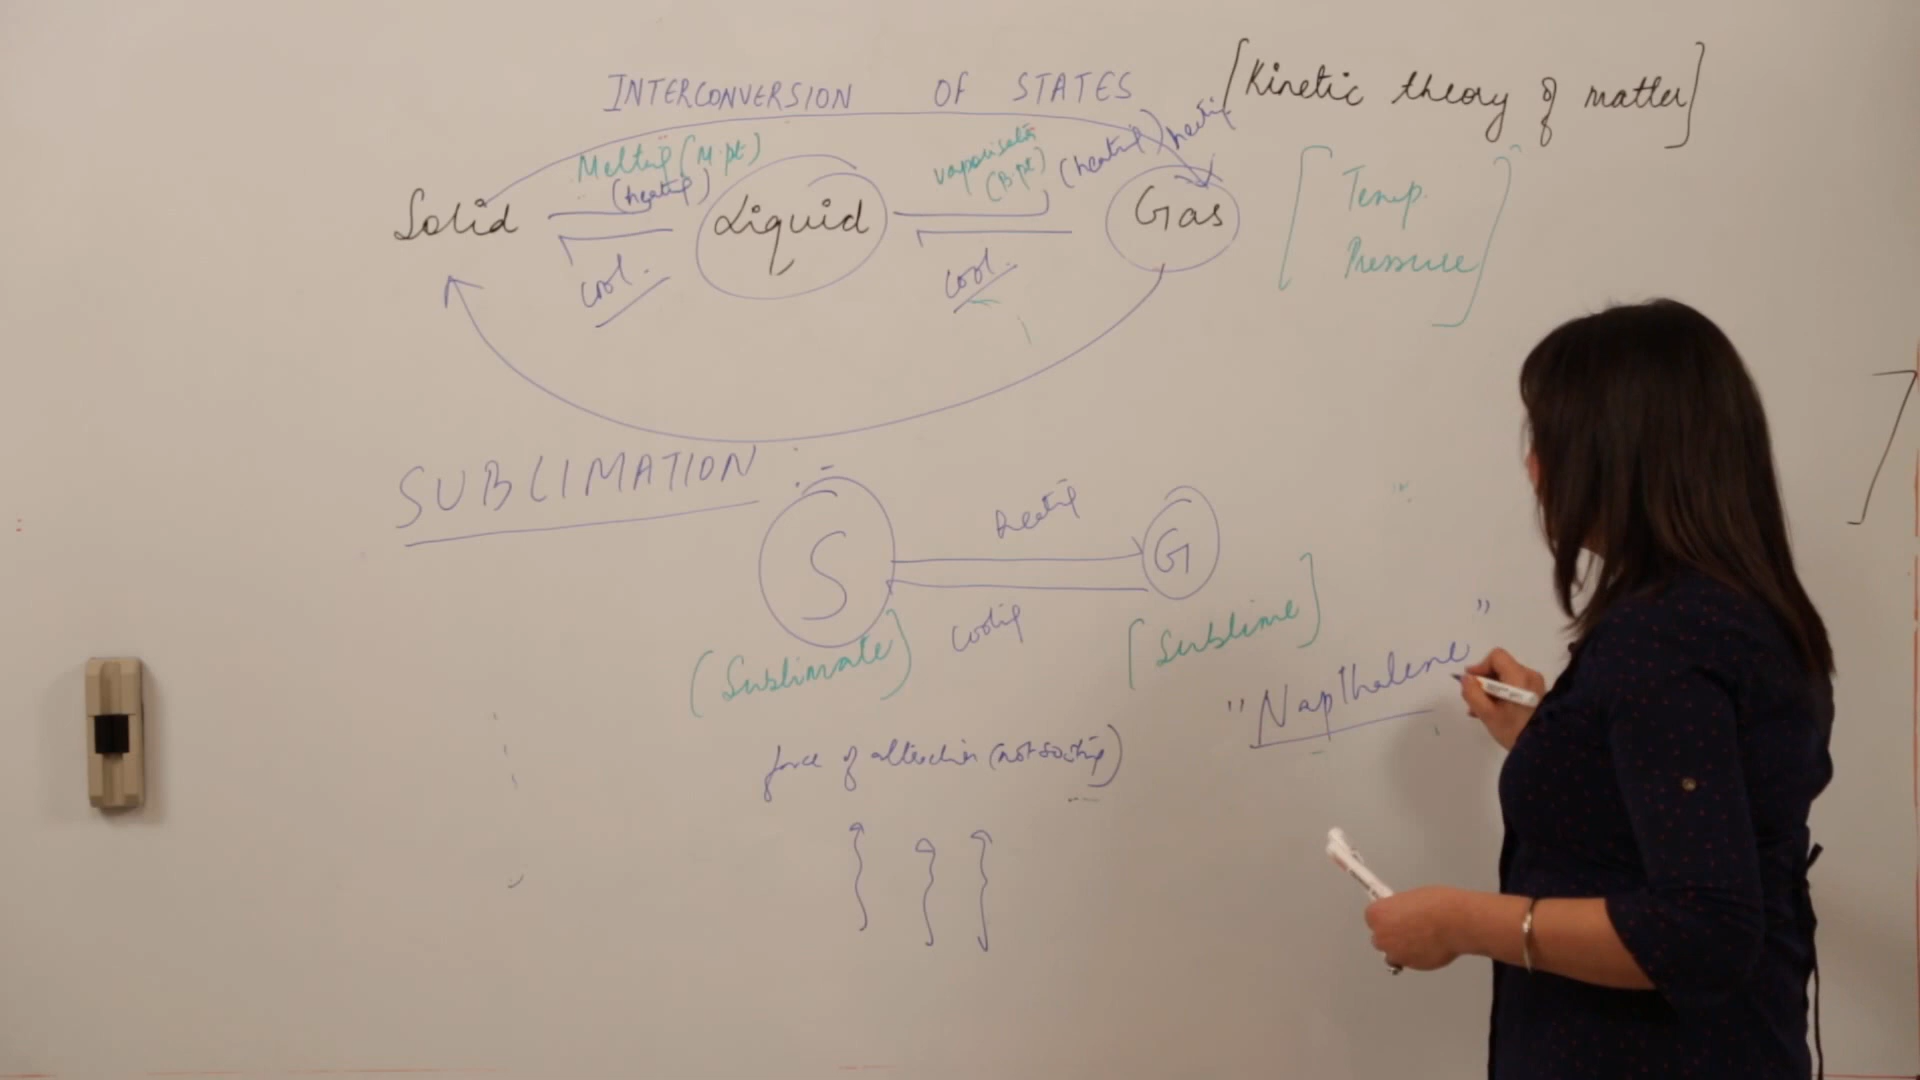 INTERCONVERSION OF STATES
[Kinetic theory of matter]
Melting (M.pt)
(heating)
vaporisation
(B.pt)
(heating) heating
Solid
Liquid
Gas
[Temp.
Pressure]
cool.
cool.
SUBLIMATION :-
S
heating
G
cooling
(Sublimate)
[Sublime]
"Napthalene"
force of attraction (not so strong)